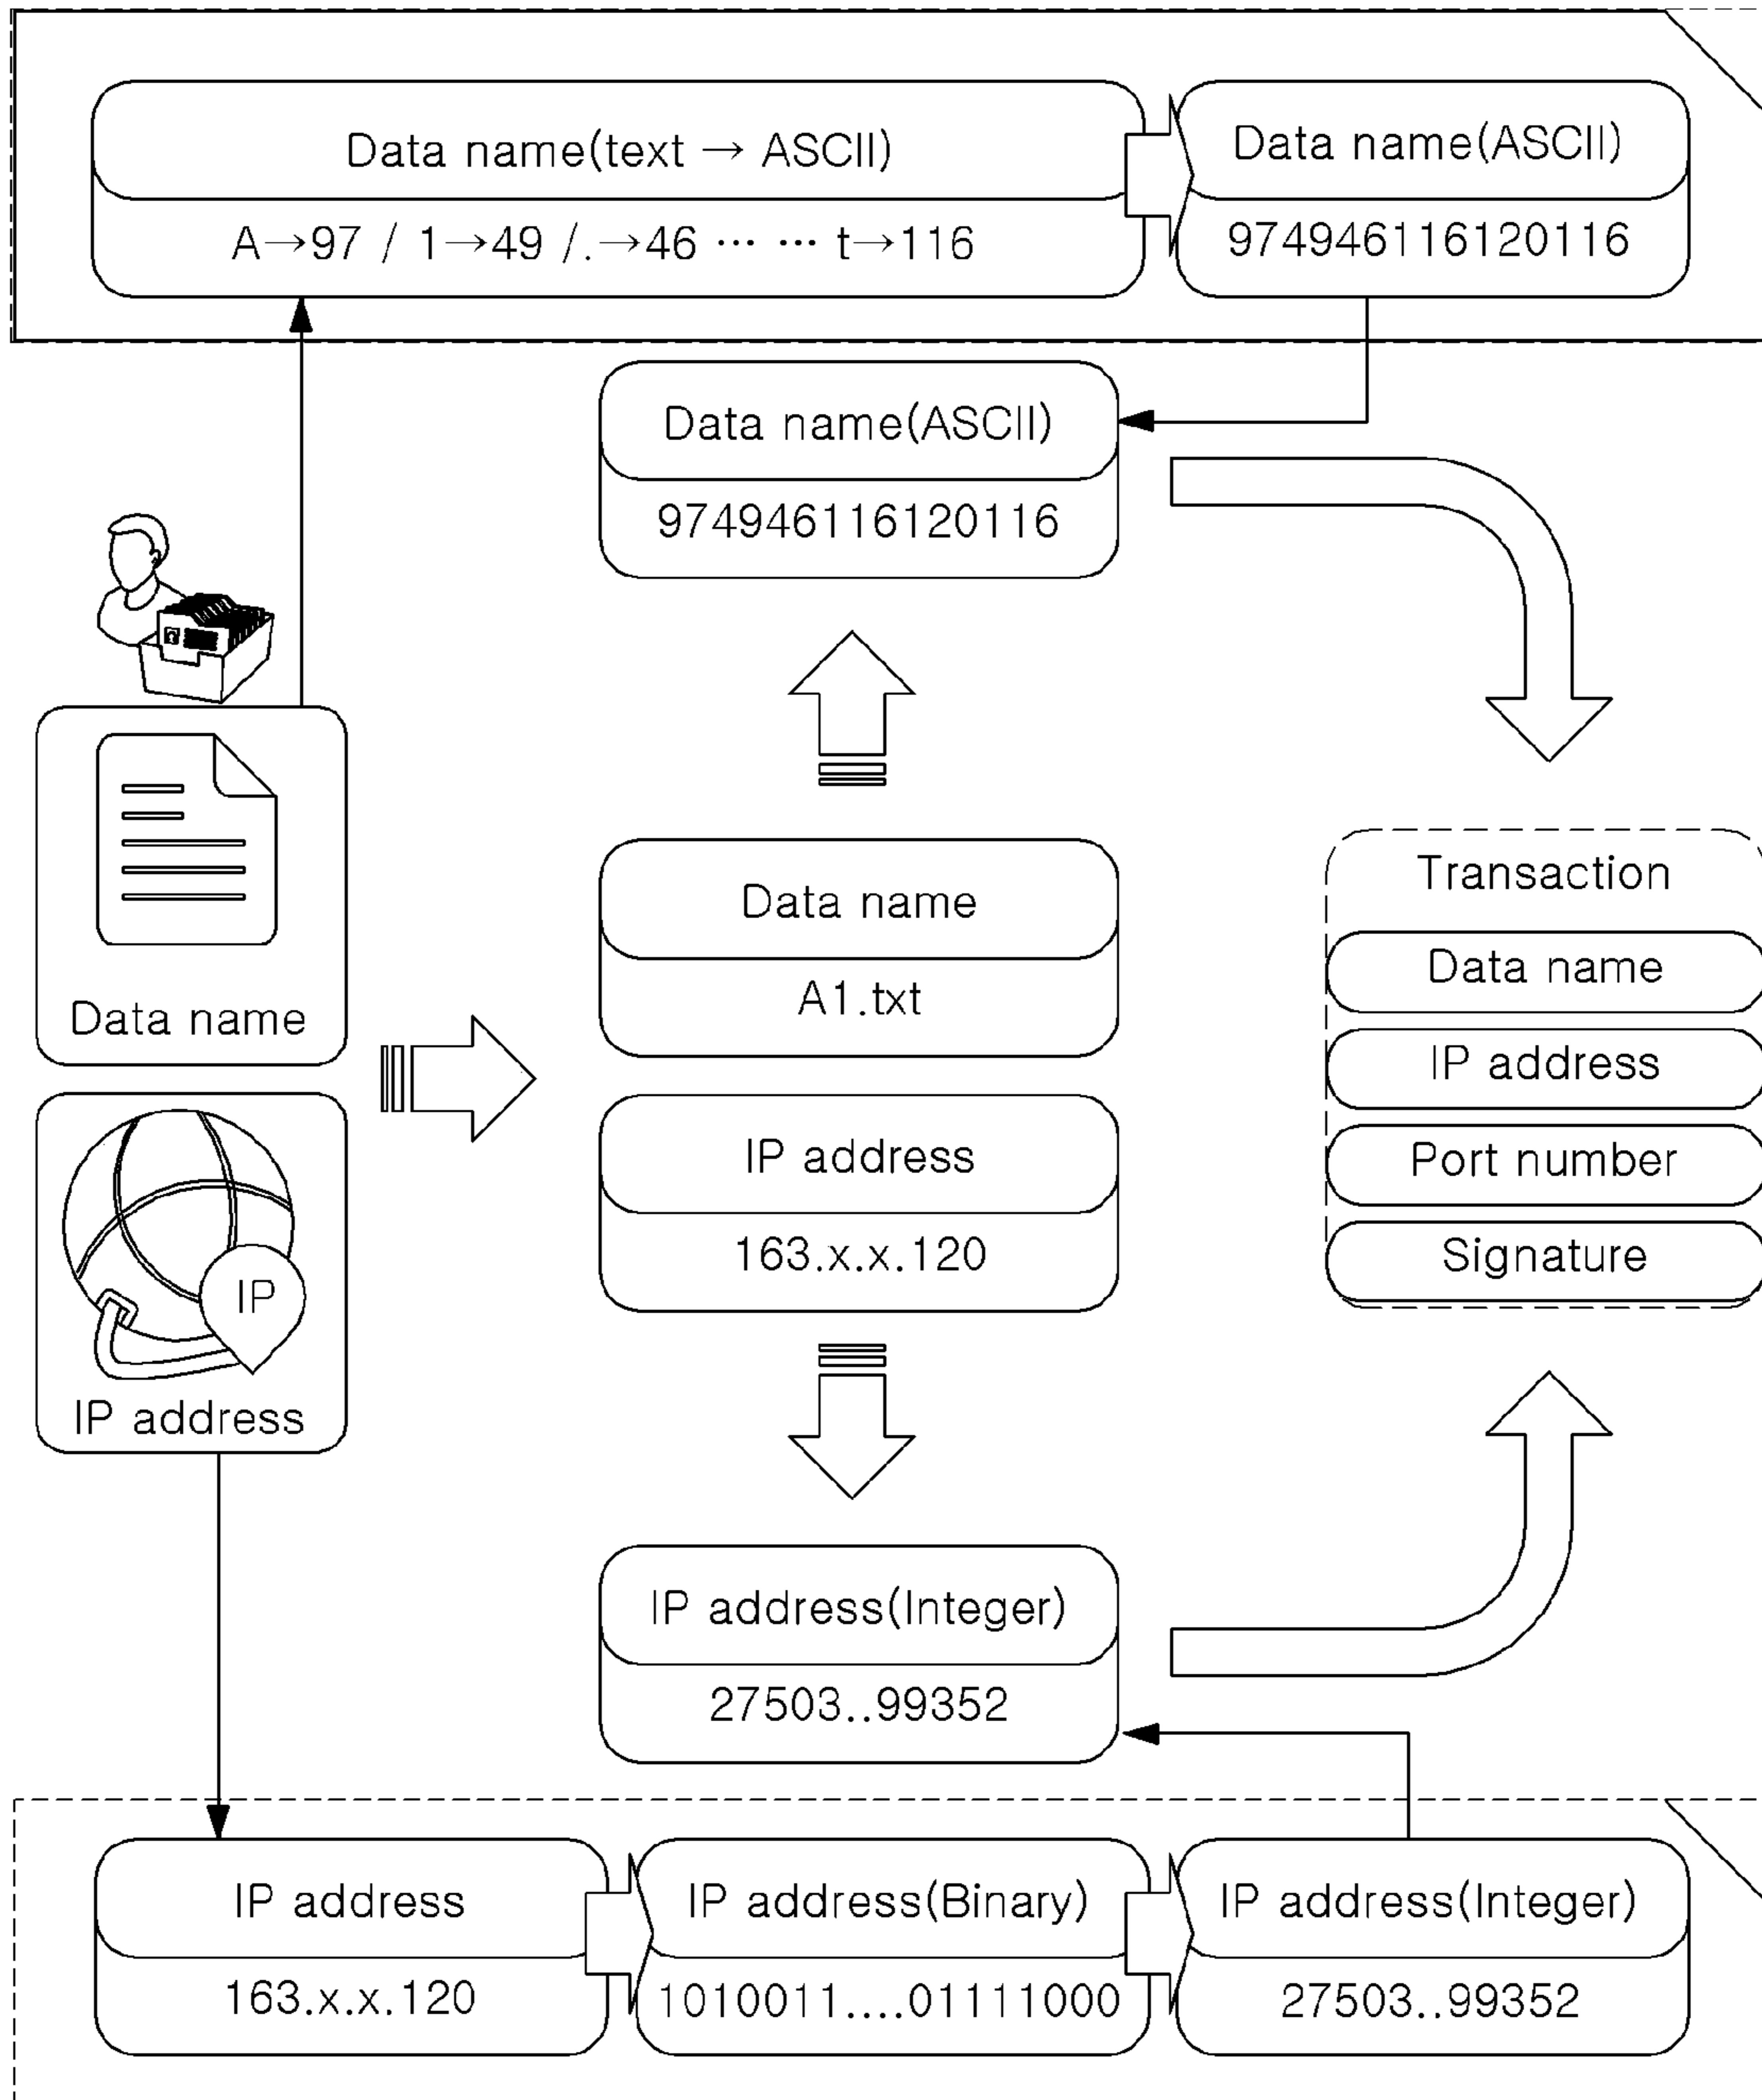 Data name(text → ASCII)
A→97 / 1→49 /.→46 ··· ··· t→116
Data name(ASCII)
974946116120116
Data name(ASCII)
974946116120116
Data name
Data name
A1.txt
IP
IP address
IP address
163.x.x.120
Transaction
Data name
IP address
Port number
Signature
IP address(Integer)
27503..99352
IP address
163.x.x.120
IP address(Binary)
1010011....01111000
IP address(Integer)
27503..99352